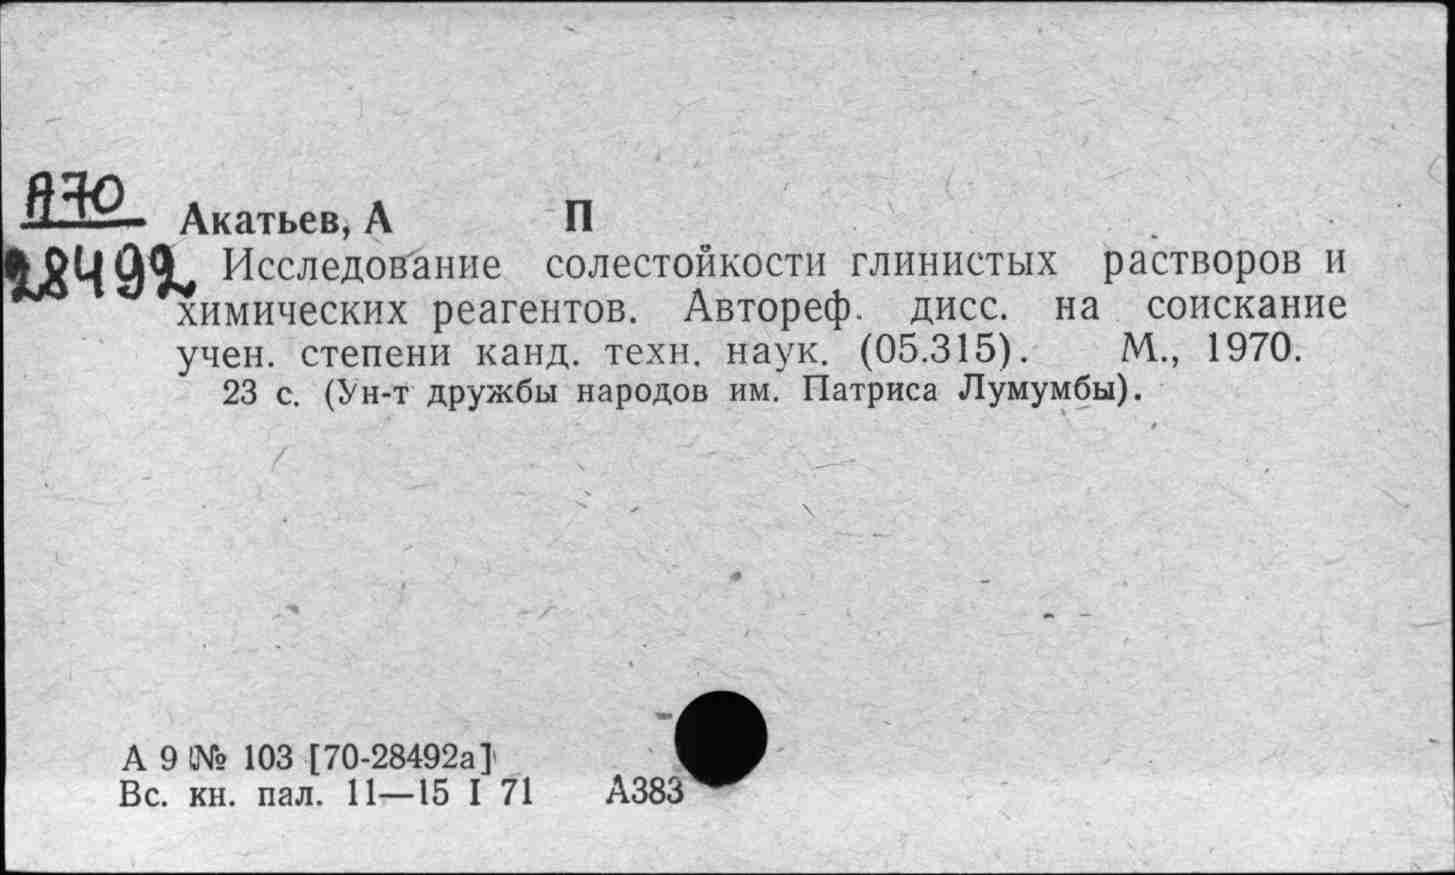 А70
28492
Акатьев, А П
Исследование солестойкости глинистых растворов и
химических реагентов. Автореф. дисс. на соискание
учен. степени канд. техн. наук. (05.315). М., 1970.
23 с. (Ун-т дружбы народов им. Патриса Лумумбы).
А 9 № 103 [70-28492а]
Вс. кн. пал. 11—15 I 71 А383